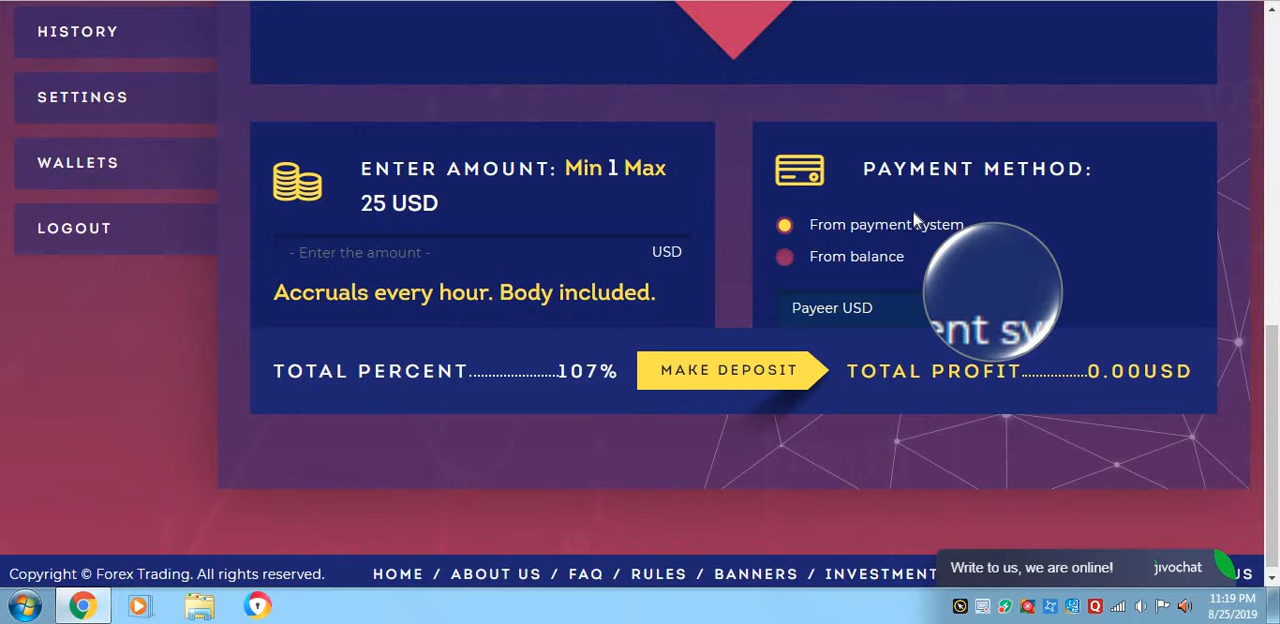 HISTORY
SETTINGS
WALLETS
LOGOUT
ENTER AMOUNT: Min 1 Max
25 USD
- Enter the amount -
USD
Accruals every hour. Body included.
PAYMENT METHOD:
From payment system
From balance
Payeer USD
ent sy
TOTAL PERCENT......................107%
MAKE DEPOSIT
TOTAL PROFIT................0.00USD
Copyright © Forex Trading. All rights reserved.
HOME / ABOUT US / FAQ / RULES / BANNERS / INVESTMENT
US
Write to us, we are online!
jivochat
11:19 PM
8/25/2019